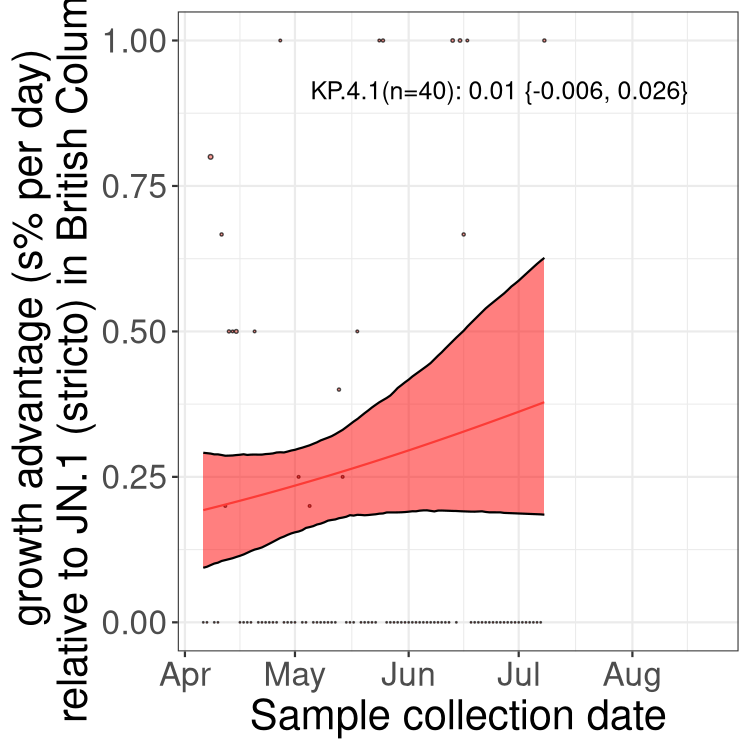 growth advantage (s% per day)
relative to JN.1 (stricto) in British Colum
1.00
0.75
0.50
0.25
0.00
KP.4.1(n=40): 0.01 {-0.006, 0.026}
Apr May Jun Jul Aug
Sample collection date